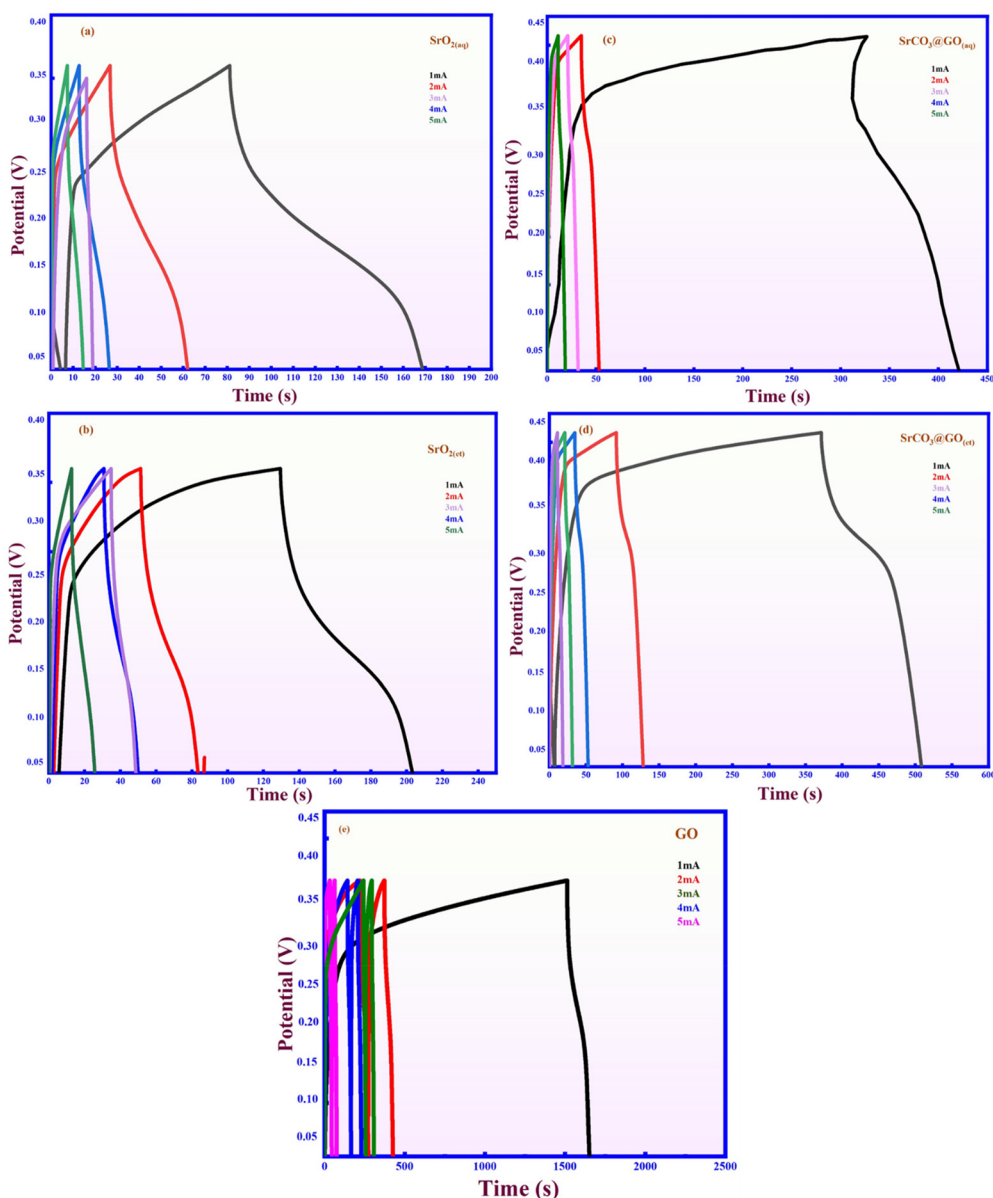 (a)
SrO2(aq)
1mA
2mA
3mA
4mA
5mA
Potential (V)
0.40
0.35
0.30
0.25
0.20
0.15
0.10
0.05
0 10 20 30 40 50 60 70 80 90 100 110 120 130 140 150 160 170 180 190 200
Time (s)
(c)
SrCO3@GO(aq)
1mA
2mA
3mA
4mA
5mA
Potential (V)
0.45
0.40
0.35
0.30
0.25
0.20
0.15
0.10
0.05
0 50 100 150 200 250 300 350 400 450
Time (s)
(b)
SrO2(et)
1mA
2mA
3mA
4mA
5mA
Potential (V)
0.40
0.35
0.30
0.25
0.20
0.15
0.10
0.05
0 20 40 60 80 100 120 140 160 180 200 220 240
Time (s)
(d)
SrCO3@GO(et)
1mA
2mA
3mA
4mA
5mA
Potential (V)
0.45
0.40
0.35
0.30
0.25
0.20
0.15
0.10
0.05
0 50 100 150 200 250 300 350 400 450 500 600
Time (s)
(e)
GO
1mA
2mA
3mA
4mA
5mA
Potential (V)
0.45
0.40
0.35
0.30
0.25
0.15
0.10
0.05
0 500 1000 1500 2000 2500
Time (s)